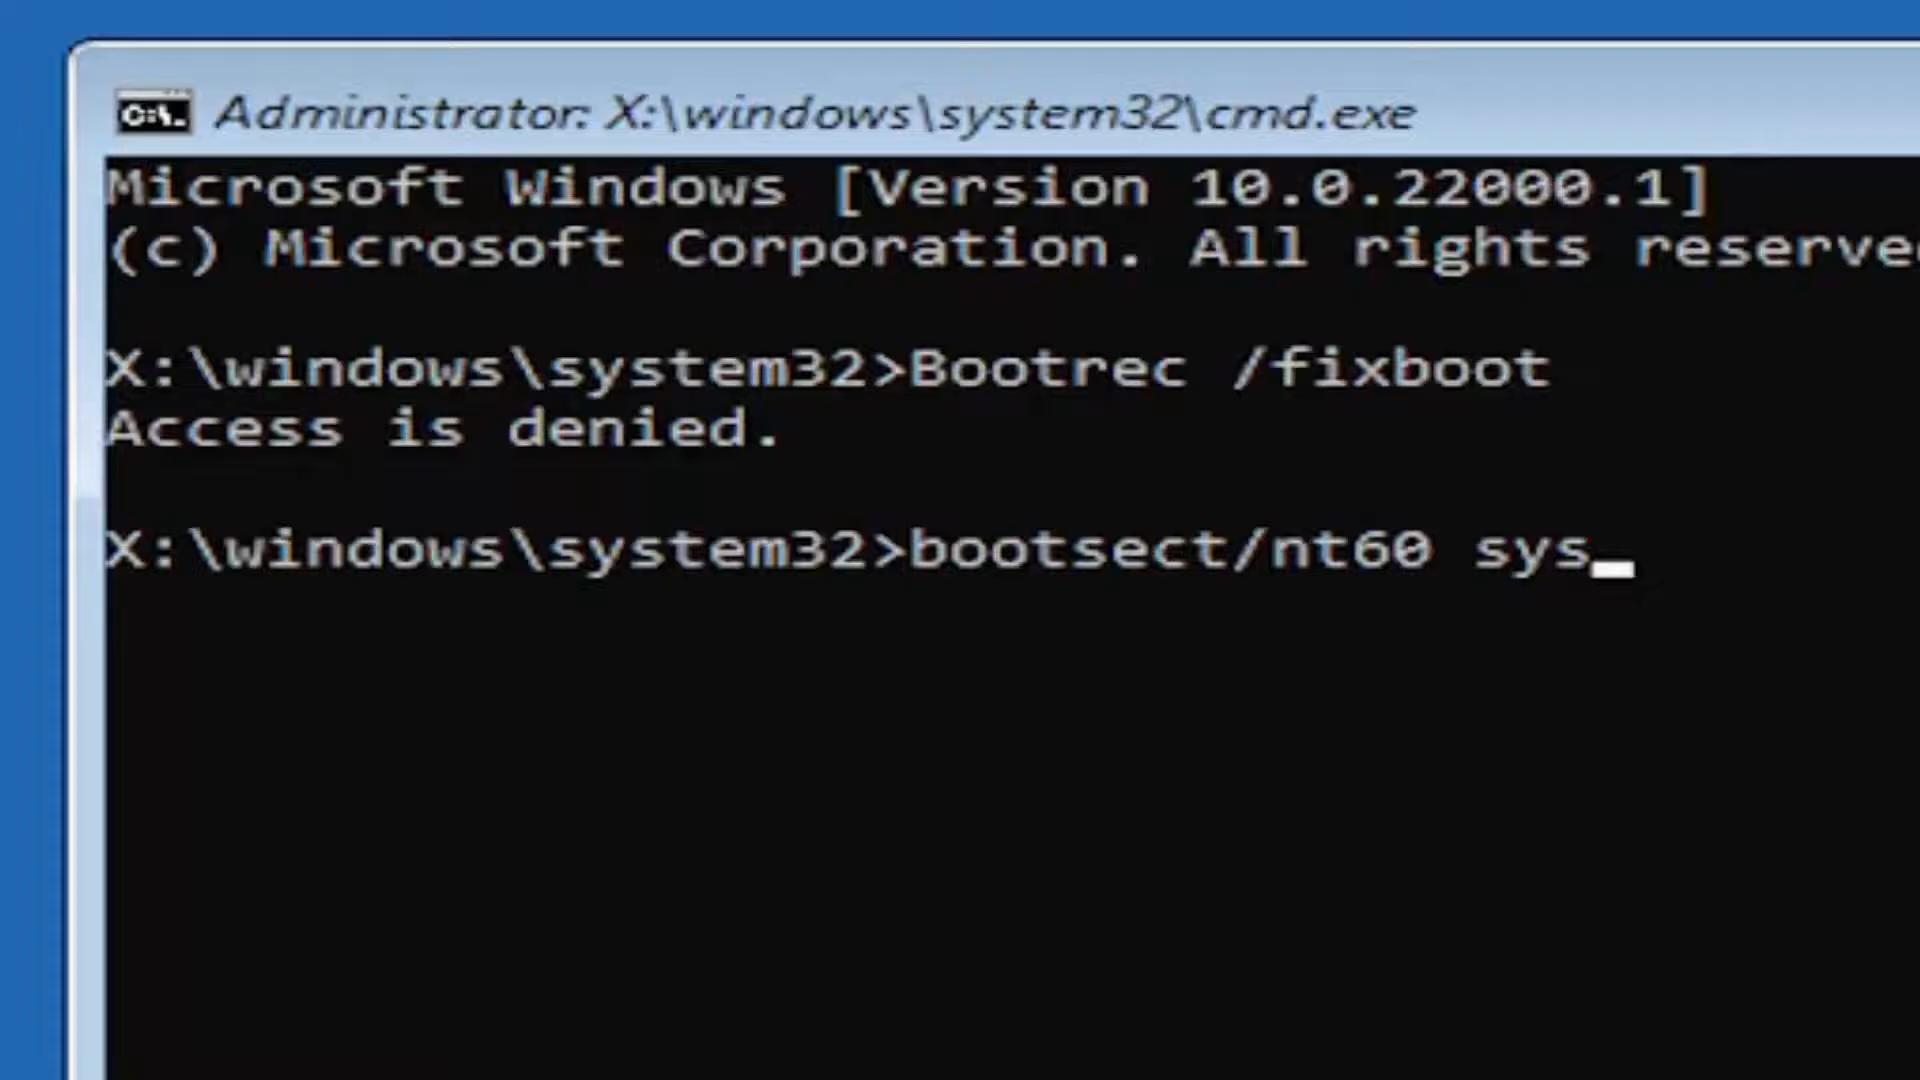 C:\.
Administrator: X:\windows\system32\cmd.exe
Microsoft Windows [Version 10.0.22000.1]
(c) Microsoft Corporation. All rights reserve
X:\windows\system32>Bootrec /fixboot
Access is denied.
X:\windows\system32>bootsect/nt60 sys_